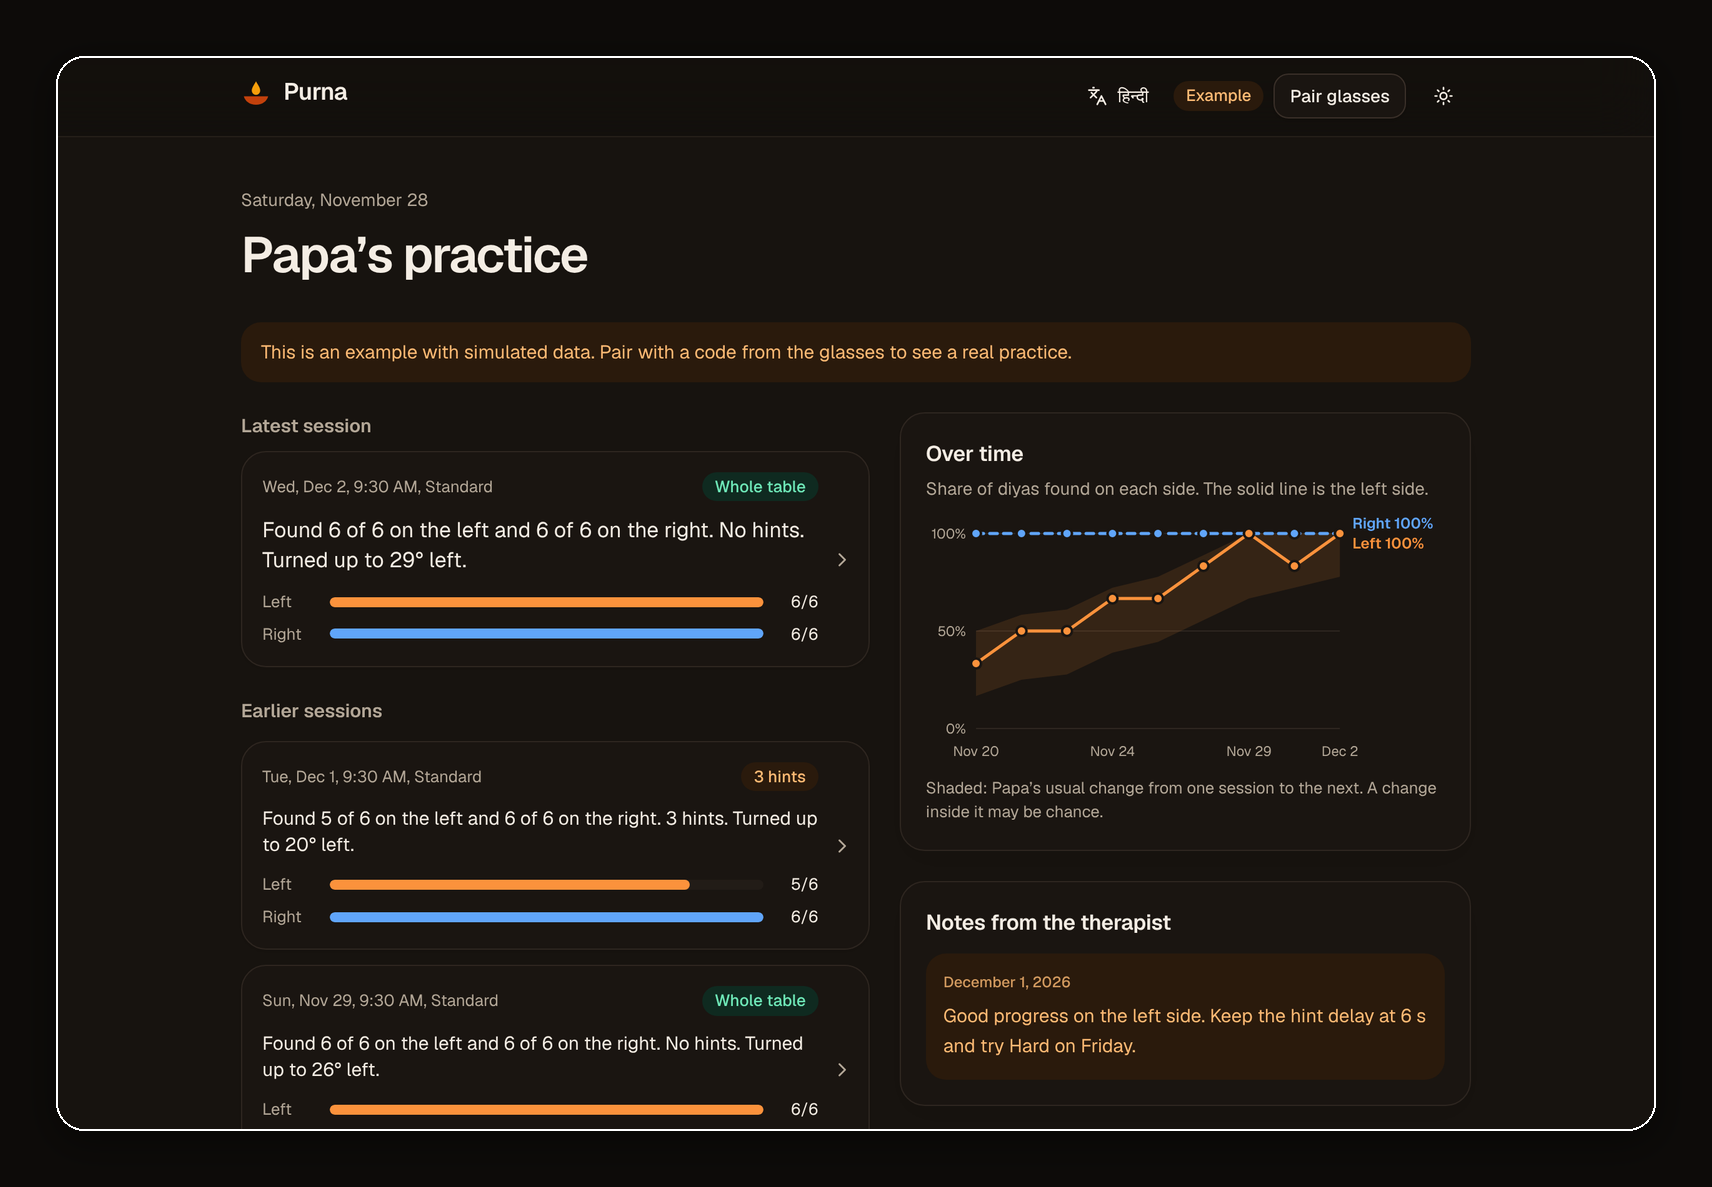 Purna
हिन्दी
Example
Pair glasses
Saturday, November 28
Papa’s practice
This is an example with simulated data. Pair with a code from the glasses to see a real practice.
Latest session
Wed, Dec 2, 9:30 AM, Standard
Whole table
Found 6 of 6 on the left and 6 of 6 on the right. No hints.
Turned up to 29° left.
Left
6/6
Right
6/6
Earlier sessions
Tue, Dec 1, 9:30 AM, Standard
3 hints
Found 5 of 6 on the left and 6 of 6 on the right. 3 hints. Turned up
to 20° left.
Left
5/6
Right
6/6
Sun, Nov 29, 9:30 AM, Standard
Whole table
Found 6 of 6 on the left and 6 of 6 on the right. No hints. Turned
up to 26° left.
Left
6/6
Over time
Share of diyas found on each side. The solid line is the left side.
100%
Right 100%
Left 100%
50%
0%
Nov 20
Nov 24
Nov 29
Dec 2
Shaded: Papa’s usual change from one session to the next. A change
inside it may be chance.
Notes from the therapist
December 1, 2026
Good progress on the left side. Keep the hint delay at 6 s
and try Hard on Friday.